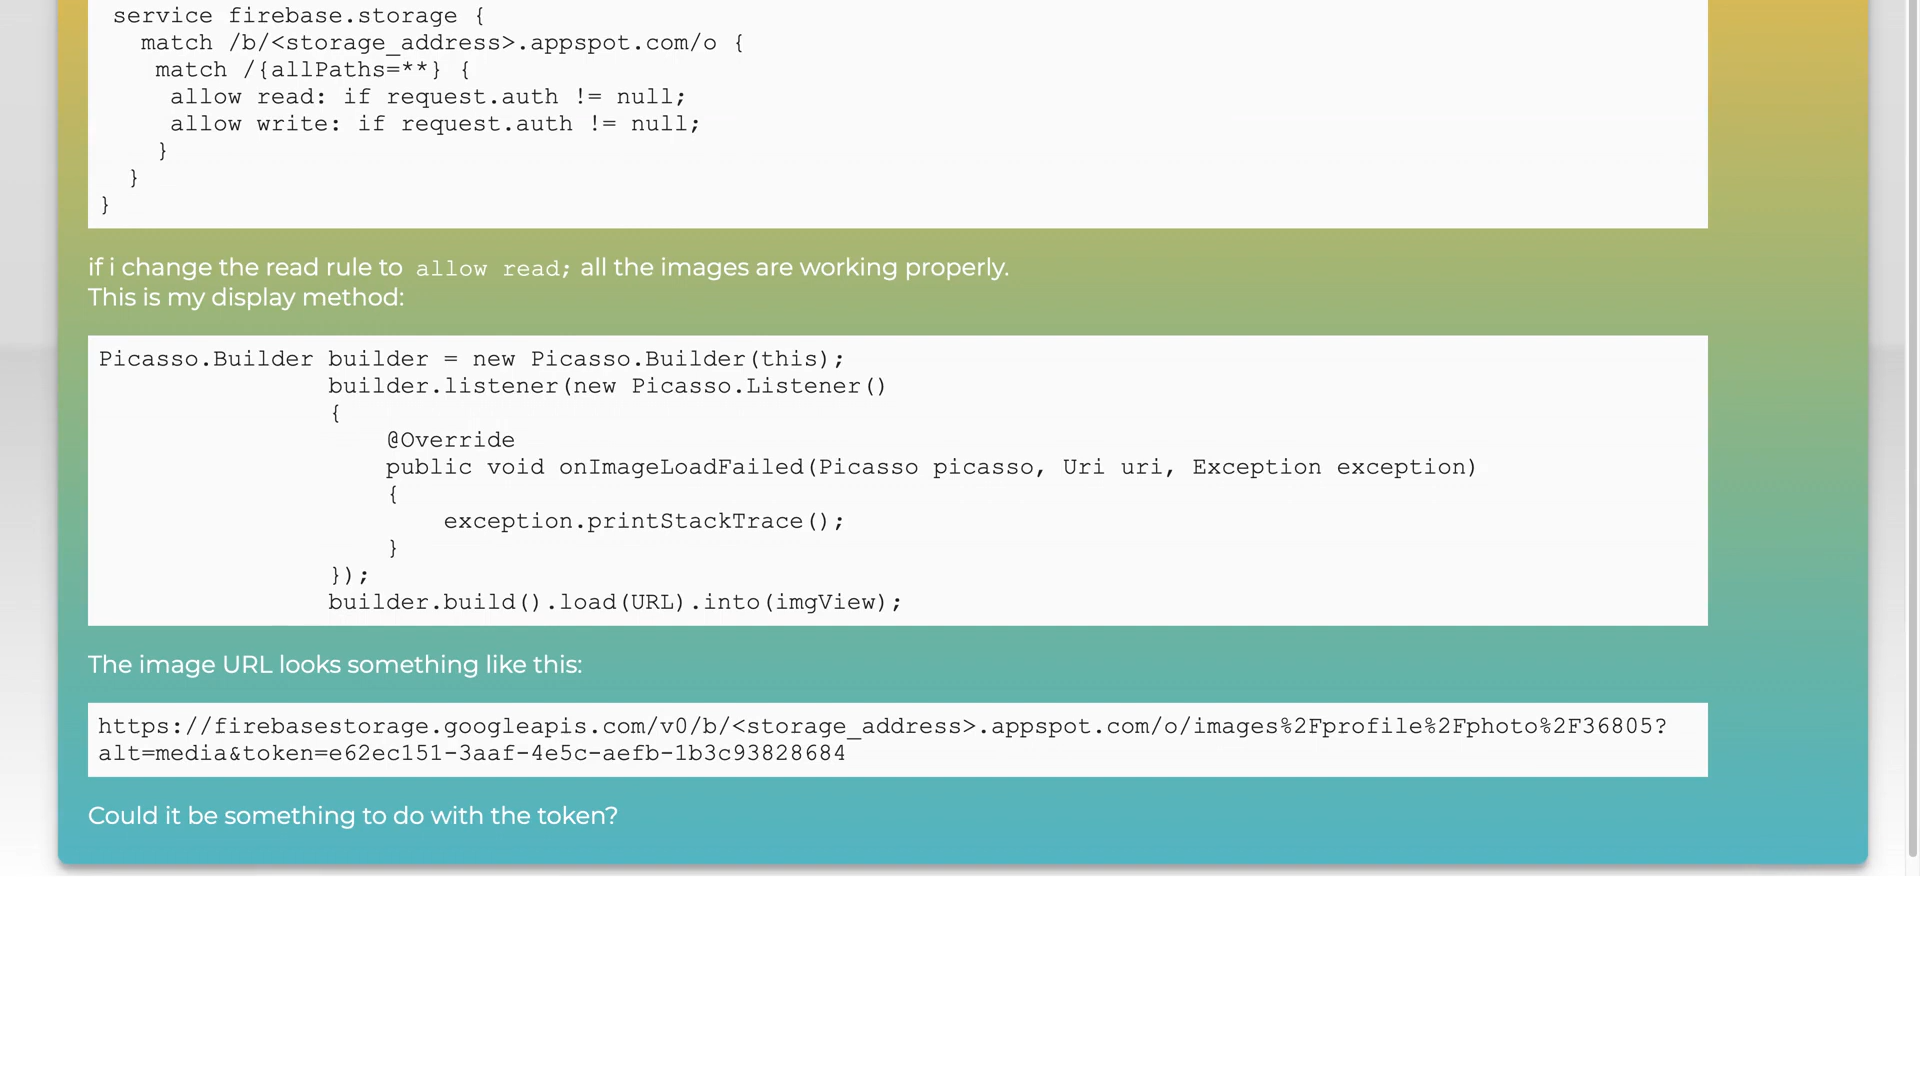 service firebase.storage {
match /b/<storage_address>.appspot.com/o {
match /{allPaths=**} {
allow read: if request.auth != null;
allow write: if request.auth != null;
}
}
}
if i change the read rule to allow read; all the images are working properly.
This is my display method:
Picasso.Builder builder = new Picasso.Builder(this);
builder.listener(new Picasso.Listener()
{
@Override
public void onImageLoadFailed(Picasso picasso, Uri uri, Exception exception)
{
exception.printStackTrace();
}
});
builder.build().load(URL).into(imgView);
The image URL looks something like this:
https://firebasestorage.googleapis.com/v0/b/<storage_address>.appspot.com/o/images%2Fprofile%2Fphoto%2F36805?
alt=media&token=e62ec151-3aaf-4e5c-aefb-1b3c93828684
Could it be something to do with the token?